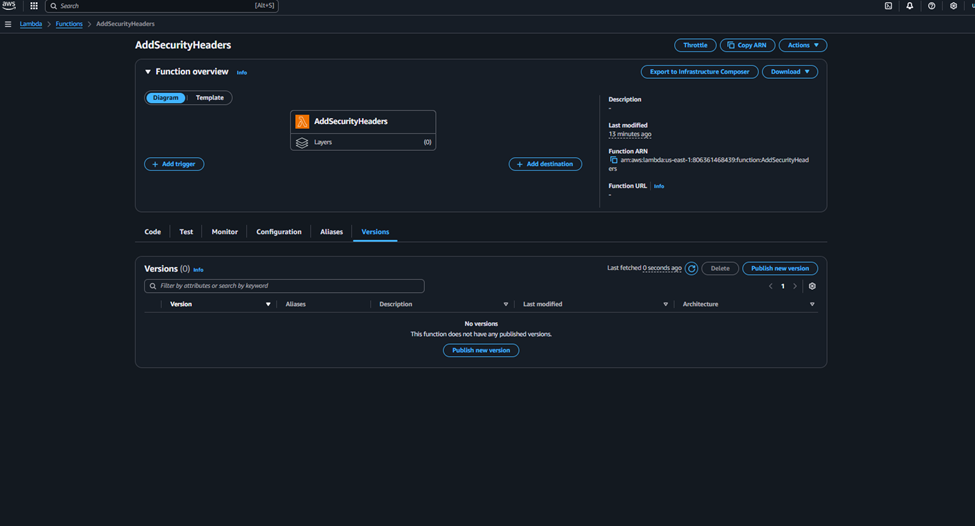 aws
Search [Alt+S]
Lambda > Functions > AddSecurityHeaders
AddSecurityHeaders
Throttle Copy ARN Actions
Function overview Info
Export to Infrastructure Composer Download
Diagram Template
AddSecurityHeaders
Layers (0)
+ Add trigger
+ Add destination
Description
-
Last modified
13 minutes ago
Function ARN
arn:aws:lambda:us-east-1:806361468439:function:AddSecurityHead
ers
Function URL Info
-
Code Test Monitor Configuration Aliases Versions
Versions (0) Info
Last fetched 0 seconds ago Delete Publish new version
Filter by attributes or search by keyword
< 1 >
Version Aliases Description Last modified Architecture
No versions
This function does not have any published versions.
Publish new version